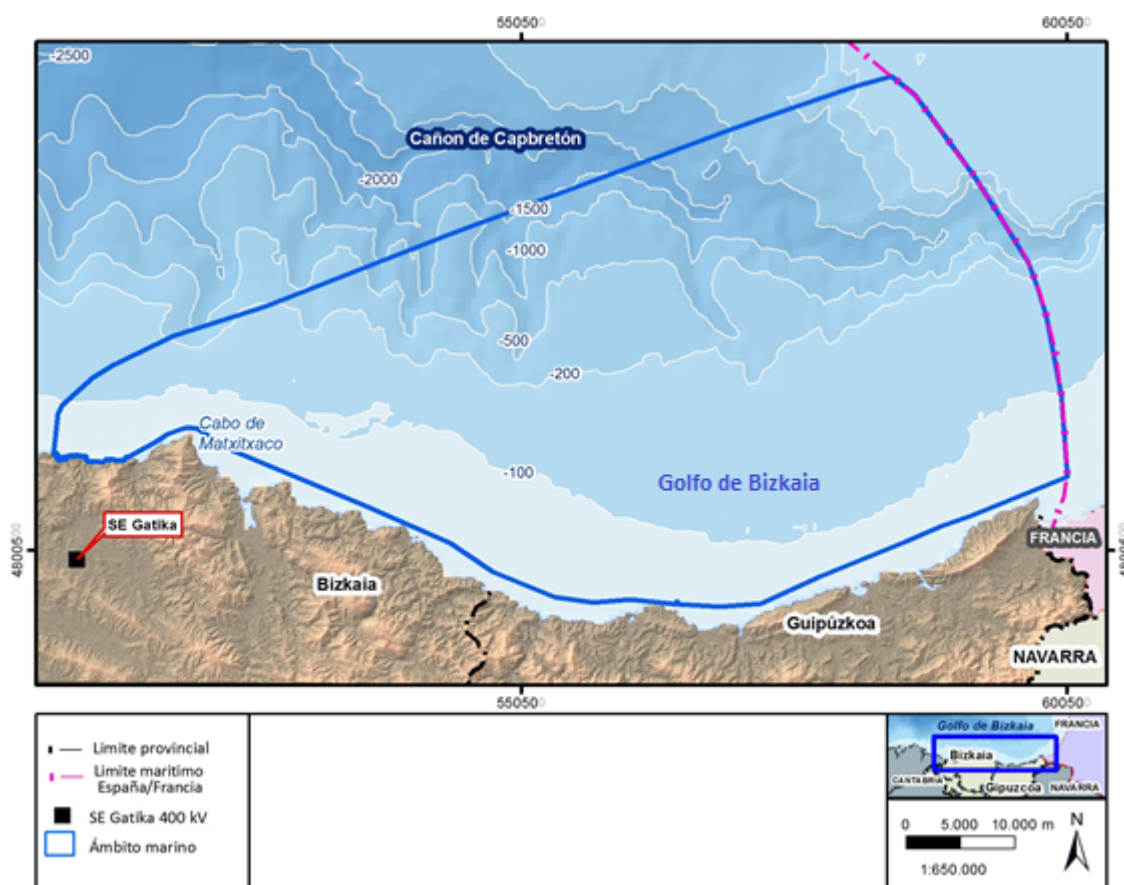 550500
600500
-2500
Cañon de Capbretón
-2000
-1500
-1000
-500
-200
Cabo de
Matxitxaco
-100
Golfo de Bizkaia
SE Gatika
4800500
4800500
FRANCIA
Bizkaia
Guipúzkoa
NAVARRA
550500
600500
Limite provincial
Limite maritimo
España/Francia
SE Gatika 400 kV
Ámbito marino
Golfo de Bizkaia
FRANCIA
Bizkaia
CANTABRIA
Gipuzcoa
NAVARRA
0 5.000 10.000 m
N
1:650.000